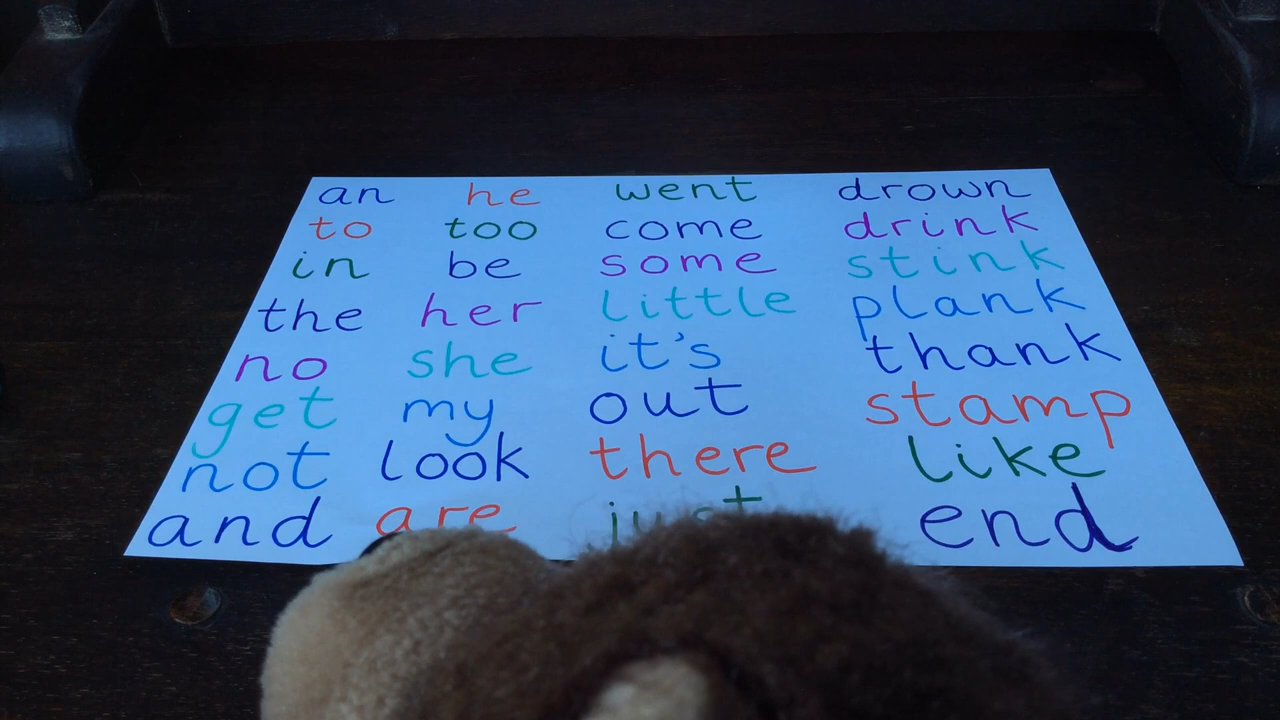 an he went drown
to too come drink
in be some stink
the her little plank
no she it's thank
get my out stamp
not look there like
and are just end